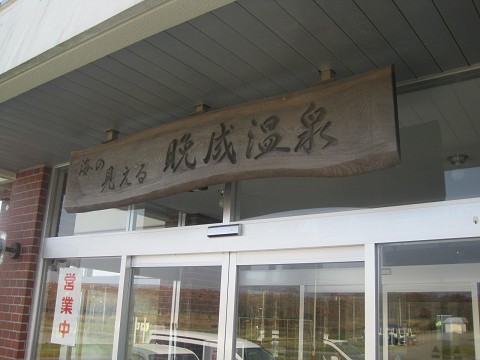 海の見える 晩成温泉
営業中